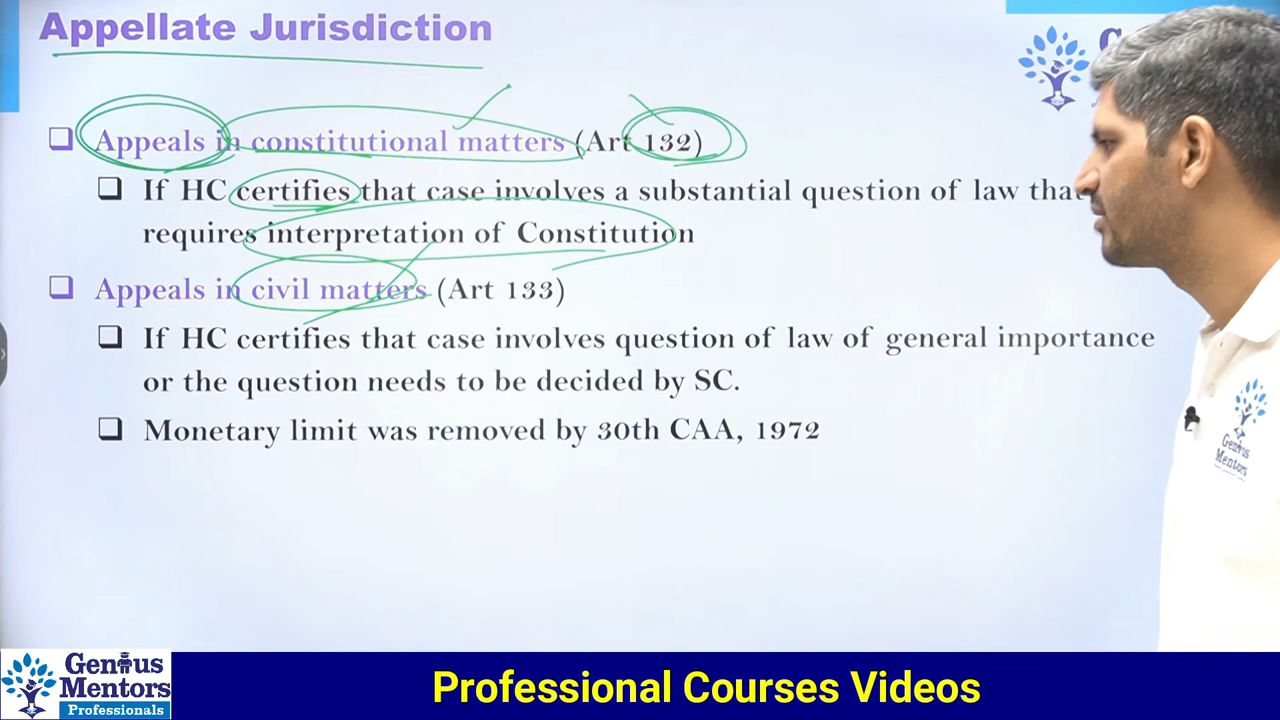 Appellate Jurisdiction
❑ Appeals in constitutional matters (Art 132)
❑ If HC certifies that case involves a substantial question of law that
requires interpretation of Constitution
❑ Appeals in civil matters (Art 133)
❑ If HC certifies that case involves question of law of general importance
or the question needs to be decided by SC.
❑ Monetary limit was removed by 30th CAA, 1972
Genius
Mentors
Genius
Mentors
Professionals
Professional Courses Videos